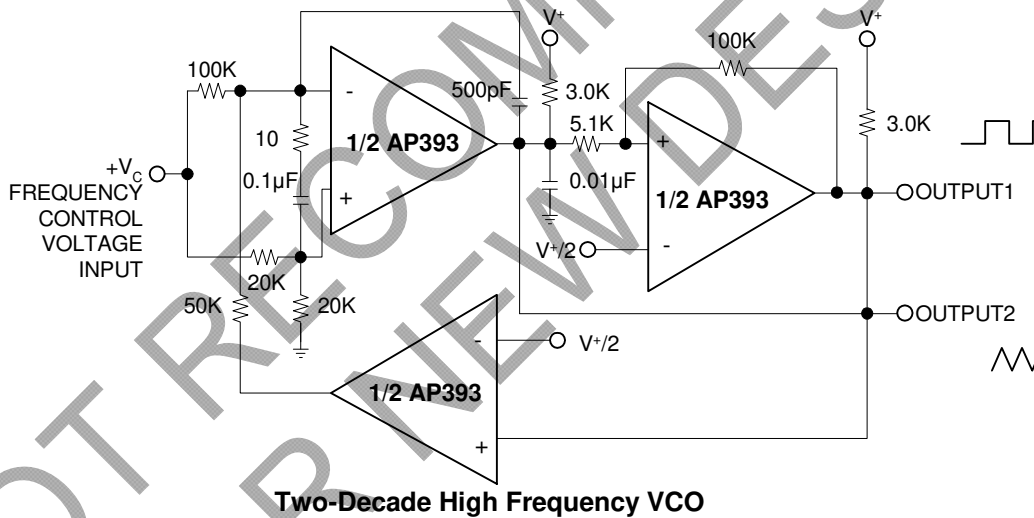 V+
V+
100K
100K
500pF
3.0K
5.1K
3.0K
-
+
10
1/2 AP393
0.1µF
+
0.01µF
1/2 AP393
+VC
FREQUENCY
CONTROL
VOLTAGE
INPUT
OUTPUT1
V+/2
-
20K
50K
20K
OUTPUT2
-
V+/2
1/2 AP393
+
Two-Decade High Frequency VCO